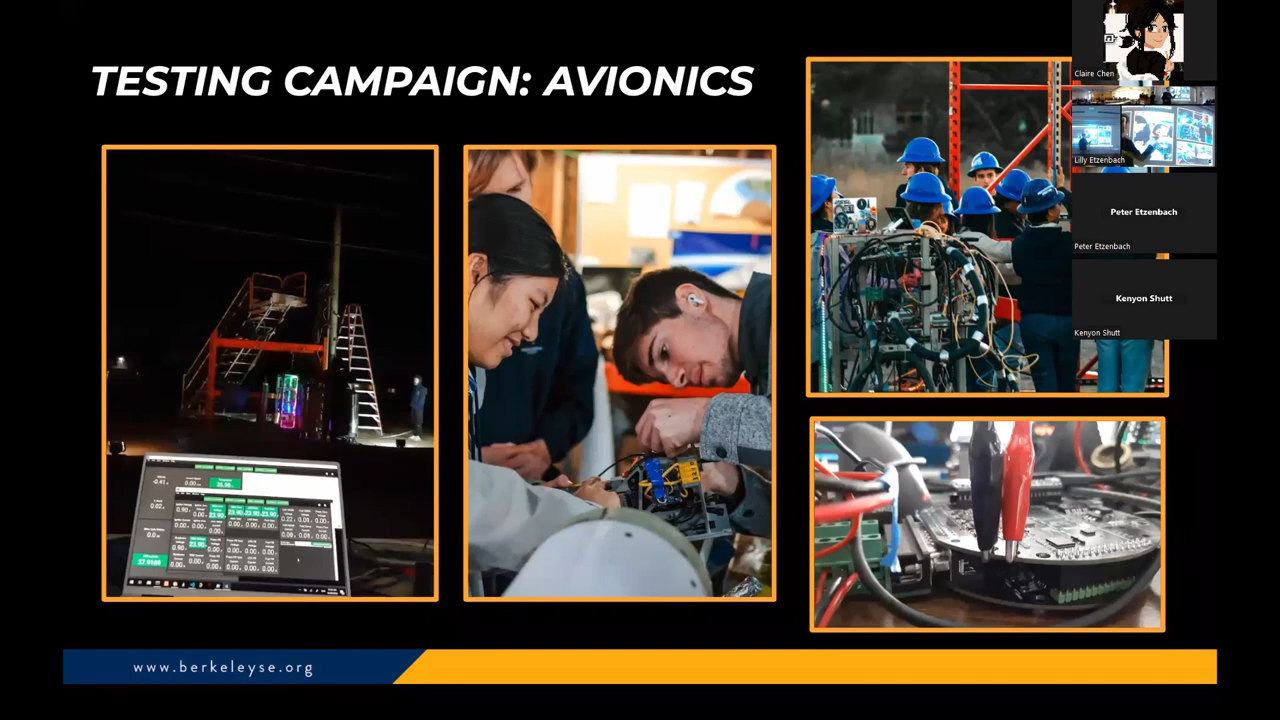 TESTING CAMPAIGN: AVIONICS
Claire Chen
Lilly Etzenbach
Peter Etzenbach
Peter Etzenbach
Kenyon Shutt
Kenyon Shutt
www.berkeleyse.org